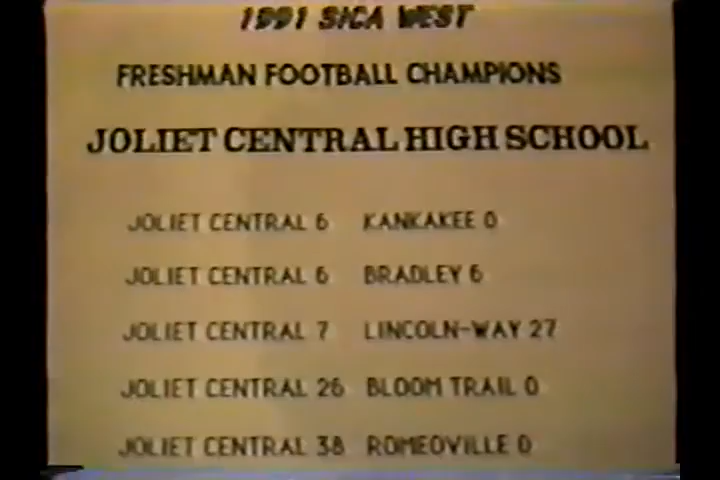 1991 SICA WEST
FRESHMAN FOOTBALL CHAMPIONS
JOLIET CENTRAL HIGH SCHOOL
JOLIET CENTRAL 6 KANKAKEE 0
JOLIET CENTRAL 6 BRADLEY 6
JOLIET CENTRAL 7 LINCOLN-WAY 27
JOLIET CENTRAL 26 BLOOM TRAIL 0
JOLIET CENTRAL 38 ROMEOVILLE 0